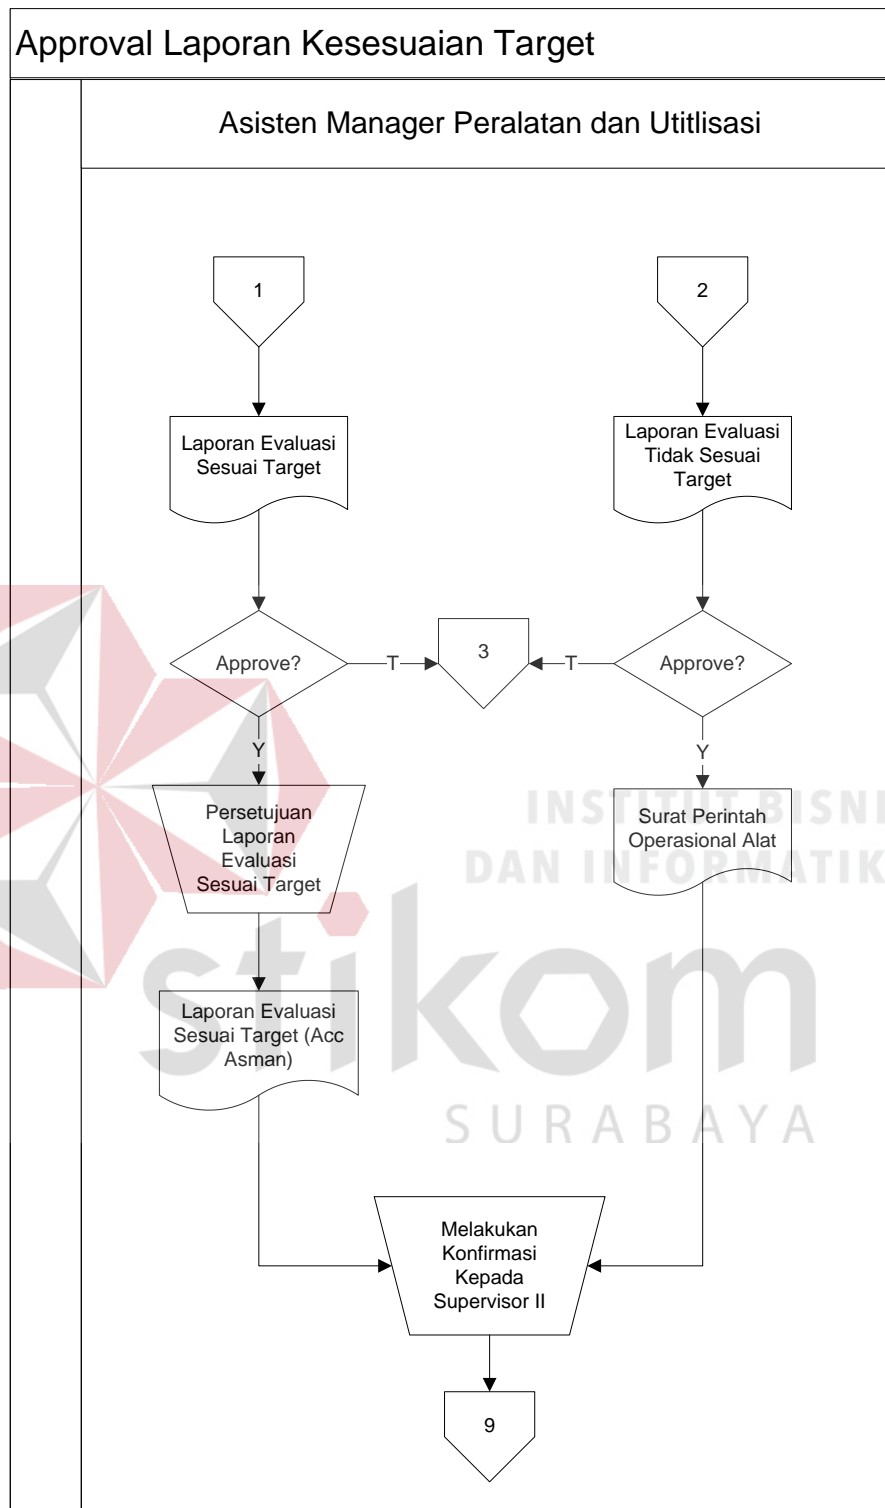 Approval Laporan Kesesuaian Target
Asisten Manager Peralatan dan Utitlisasi
1
2
Laporan Evaluasi
Sesuai Target
Laporan Evaluasi
Tidak Sesuai
Target
Approve?
T
3
T
Approve?
Y
Y
Persetujuan
Laporan
Evaluasi
Sesuai Target
Surat Perintah
Operasional Alat
INSTITUT BISNI
DAN INFORMATIK
stikom
SURABAYA
Laporan Evaluasi
Sesuai Target (Acc
Asman)
Melakukan
Konfirmasi
Kepada
Supervisor II
9